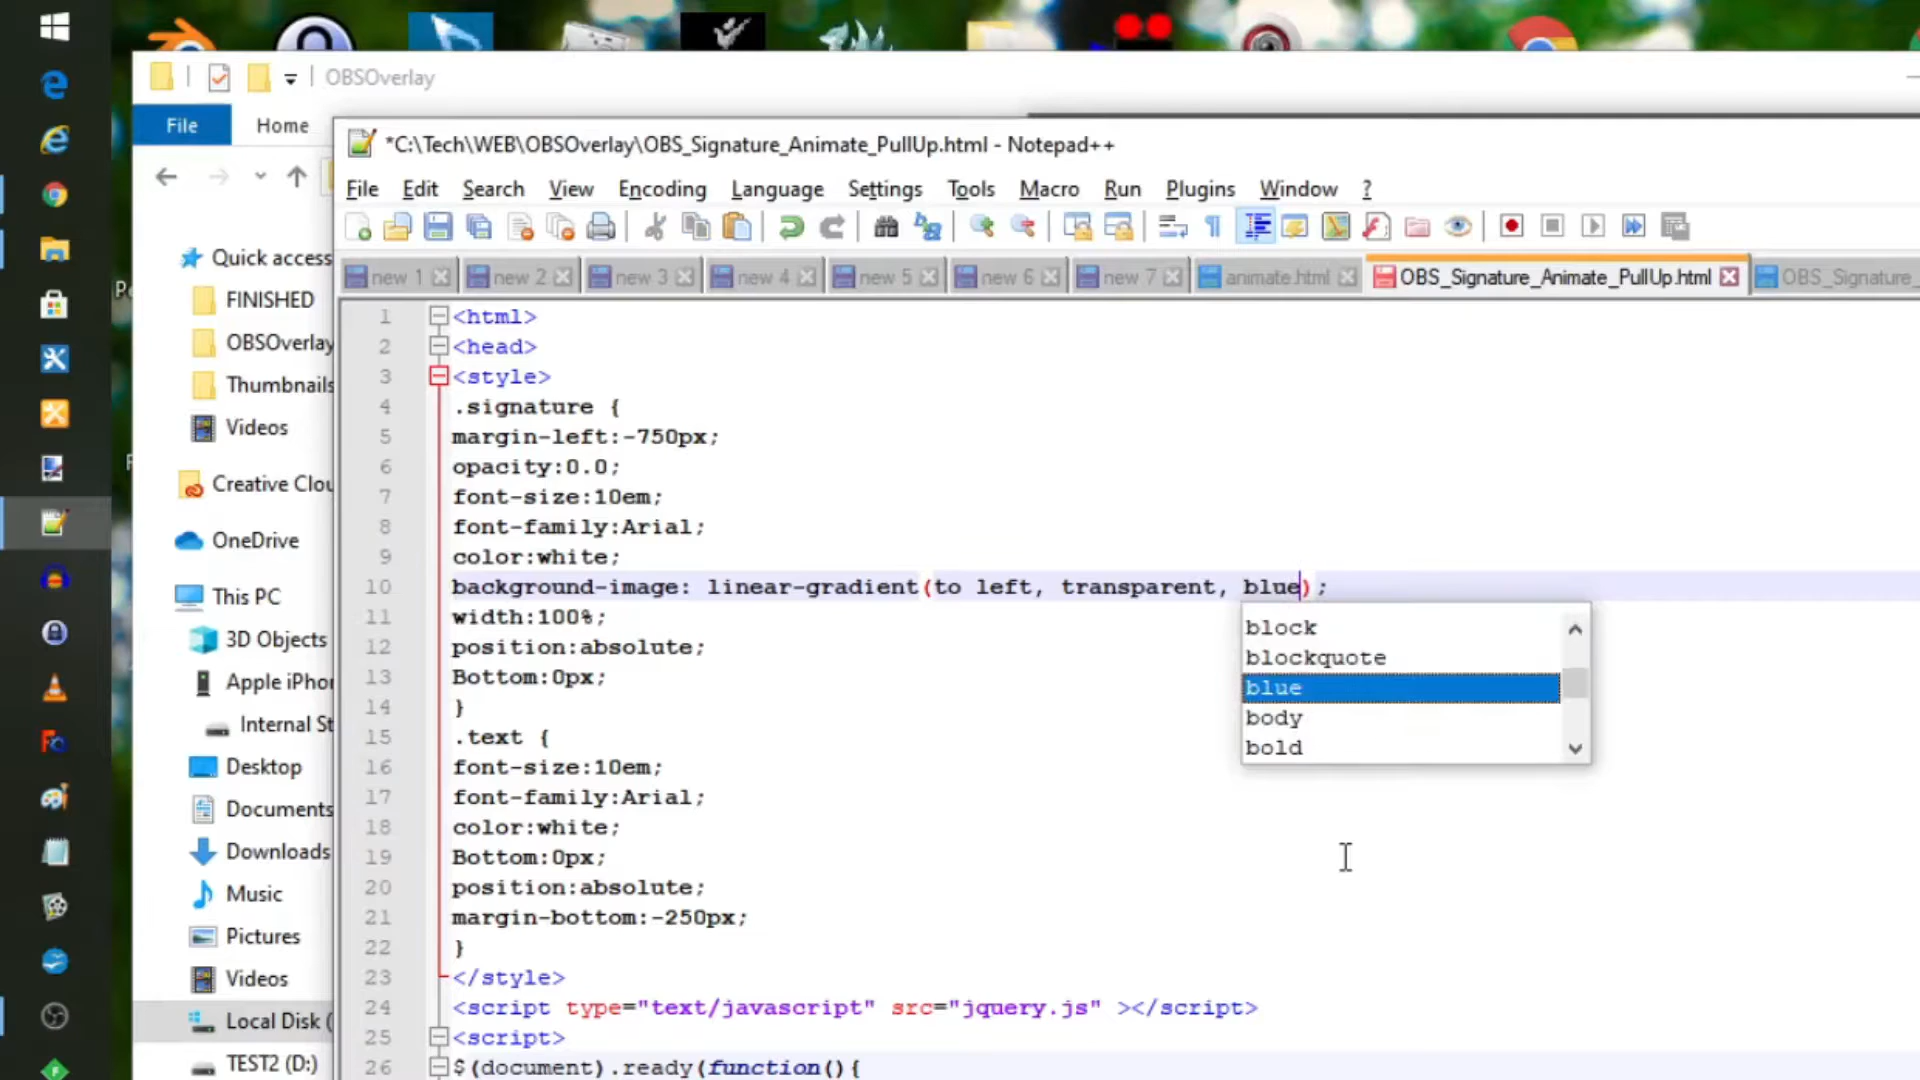 OBSOverlay
File Home
*C:\Tech\WEB\OBSOverlay\OBS_Signature_Animate_PullUp.html - Notepad++
File Edit Search View Encoding Language Settings Tools Macro Run Plugins Window ?
new 1 new 2 new 3 new 4 new 5 new 6 new 7 animate.html OBS_Signature_Animate_PullUp.html OBS_Signature_
Quick access
FINISHED
OBSOverlay
Thumbnails
Videos
Creative Clou
OneDrive
This PC
3D Objects
Apple iPhon
Internal St
Desktop
Documents
Downloads
Music
Pictures
Videos
Local Disk (
TEST2 (D:)
1 <html>
2 <head>
3 <style>
4 .signature {
5 margin-left:-750px;
6 opacity:0.0;
7 font-size:10em;
8 font-family:Arial;
9 color:white;
10 background-image: linear-gradient(to left, transparent, blue);
11 width:100%;
12 position:absolute;
13 Bottom:0px;
14 }
15 .text {
16 font-size:10em;
17 font-family:Arial;
18 color:white;
19 Bottom:0px;
20 position:absolute;
21 margin-bottom:-250px;
22 }
23 </style>
24 <script type="text/javascript" src="jquery.js" ></script>
25 <script>
26 $(document).ready(function(){
block
blockquote
blue
body
bold